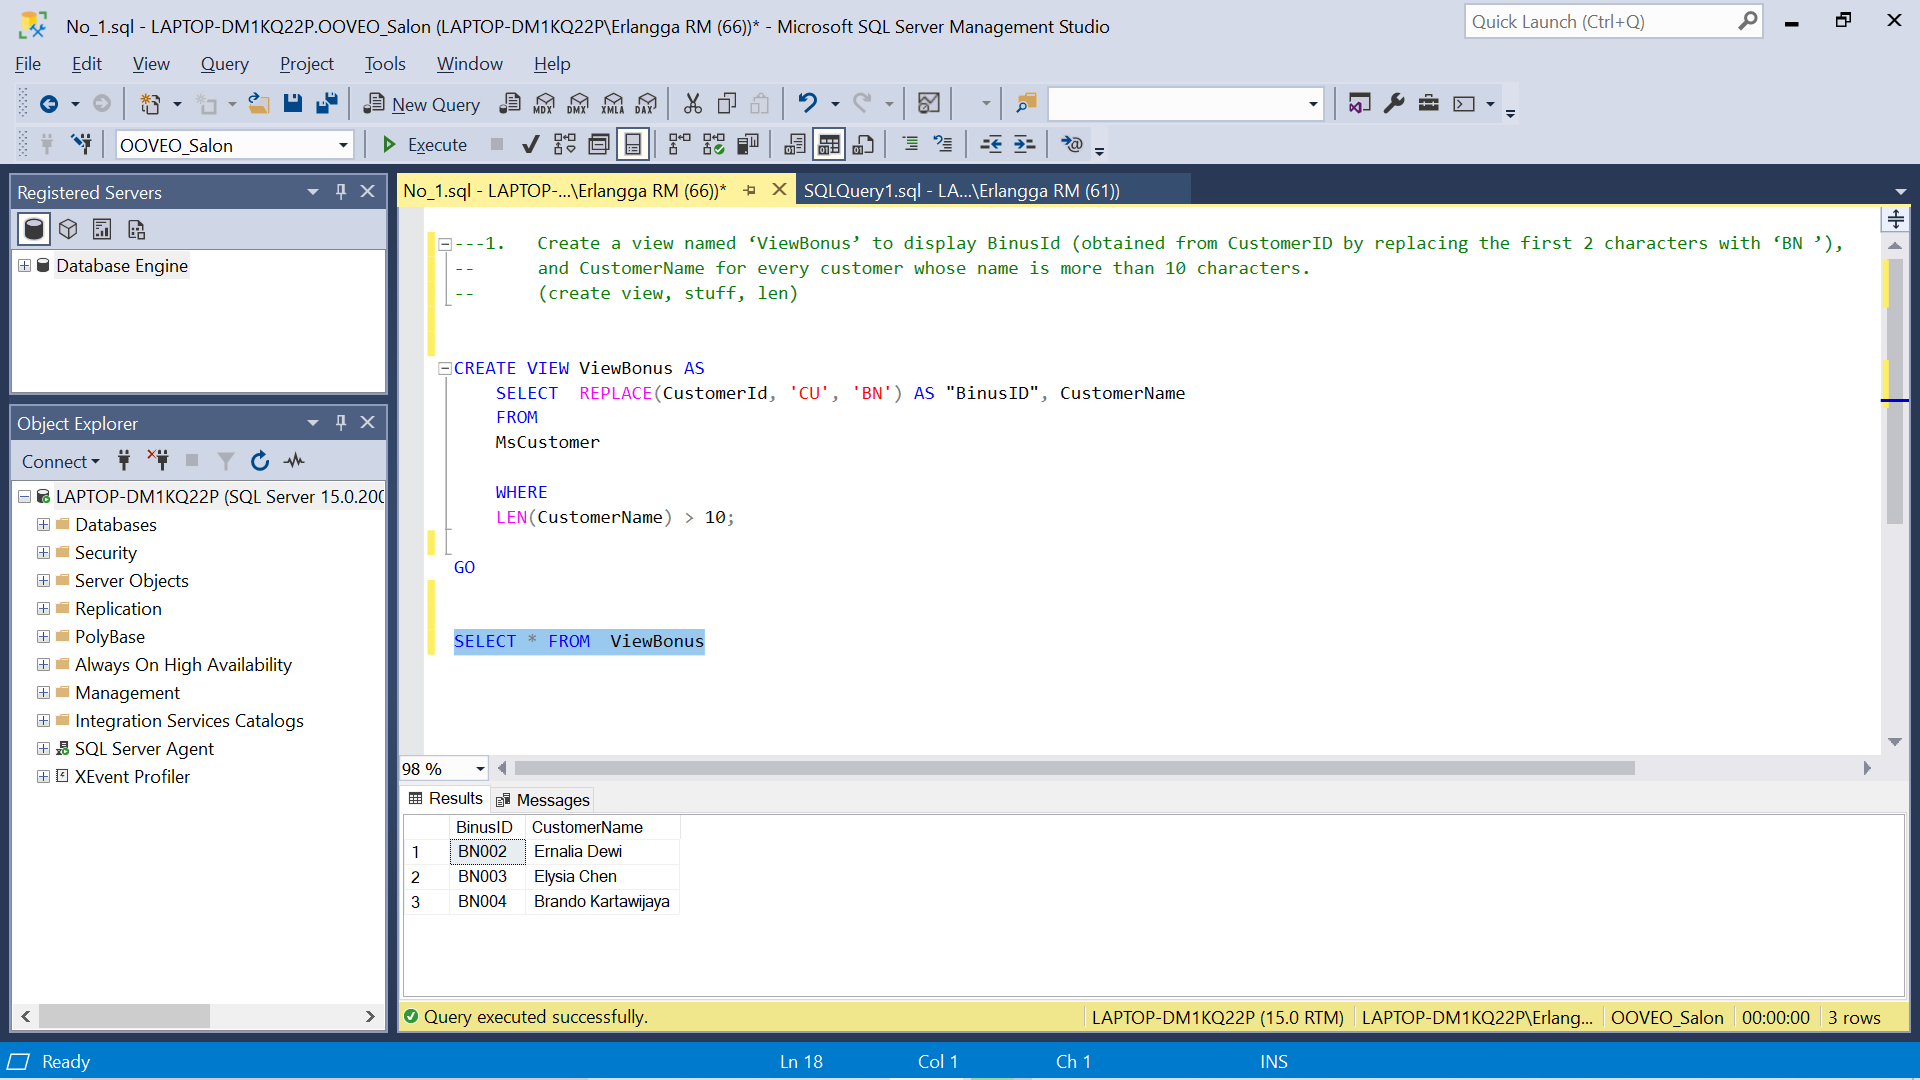 No_1.sql - LAPTOP-DM1KQ22P.OOVEO_Salon (LAPTOP-DM1KQ22P\Erlangga RM (66))* - Microsoft SQL Server Management Studio
Quick Launch (Ctrl+Q)
File Edit View Query Project Tools Window Help
New Query MDX DMX XMLA DAX
OOVEO_Salon Execute
Registered Servers
Database Engine
Object Explorer
Connect
LAPTOP-DM1KQ22P (SQL Server 15.0.200
Databases
Security
Server Objects
Replication
PolyBase
Always On High Availability
Management
Integration Services Catalogs
SQL Server Agent
XEvent Profiler
No_1.sql - LAPTOP-...\Erlangga RM (66))* SQLQuery1.sql - LA...\Erlangga RM (61))
---1. Create a view named ‘ViewBonus’ to display BinusId (obtained from CustomerID by replacing the first 2 characters with ‘BN ’),
-- and CustomerName for every customer whose name is more than 10 characters.
-- (create view, stuff, len)
CREATE VIEW ViewBonus AS
SELECT REPLACE(CustomerId, 'CU', 'BN') AS "BinusID", CustomerName
FROM
MsCustomer
WHERE
LEN(CustomerName) > 10;
GO
SELECT * FROM ViewBonus
98 %
Results Messages
BinusID CustomerName
1 BN002 Ernalia Dewi
2 BN003 Elysia Chen
3 BN004 Brando Kartawijaya
Query executed successfully. LAPTOP-DM1KQ22P (15.0 RTM) LAPTOP-DM1KQ22P\Erlang... OOVEO_Salon 00:00:00 3 rows
Ready Ln 18 Col 1 Ch 1 INS